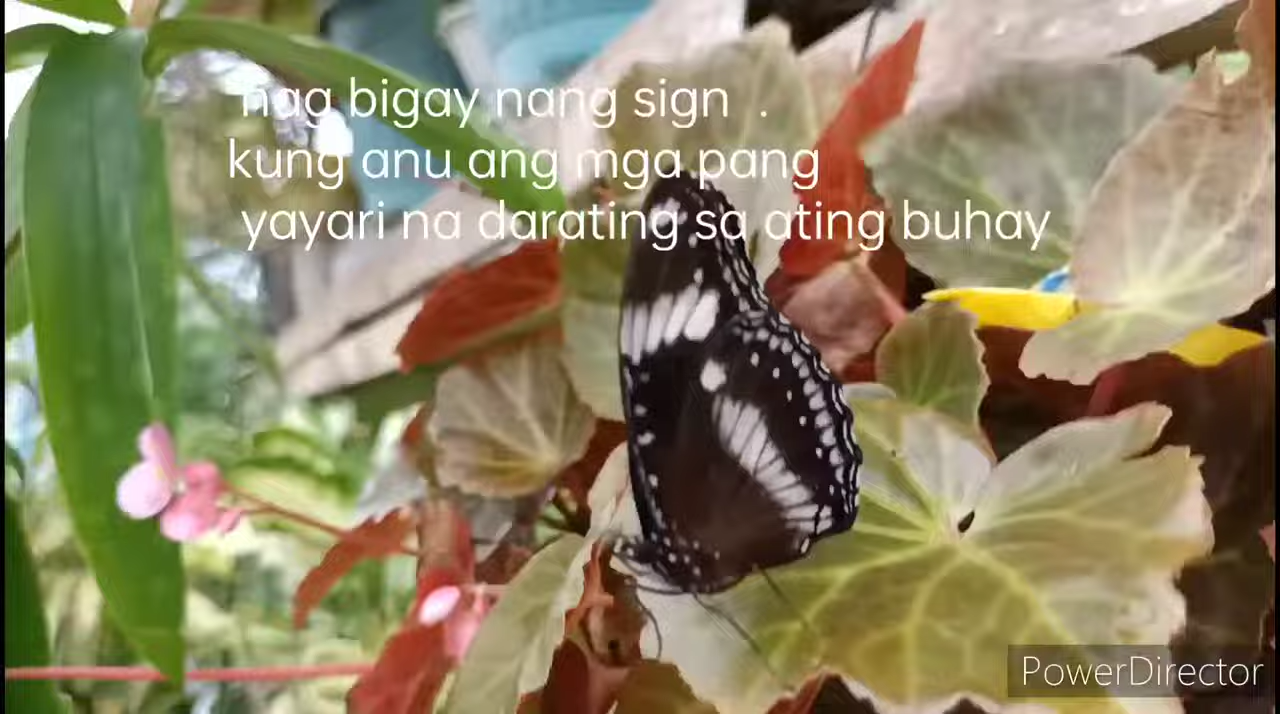 nag bigay nang sign .
kung anu ang mga pang
yayari na darating sa ating buhay
PowerDirector